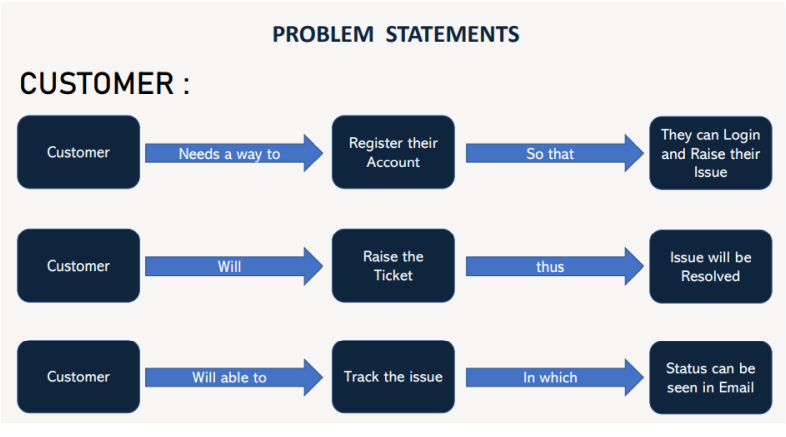 PROBLEM STATEMENTS
CUSTOMER :
Customer
Needs a way to
Register their
Account
So that
They can Login
and Raise their
Issue
Customer
Will
Raise the
Ticket
thus
Issue will be
Resolved
Customer
Will able to
Track the issue
In which
Status can be
seen in Email